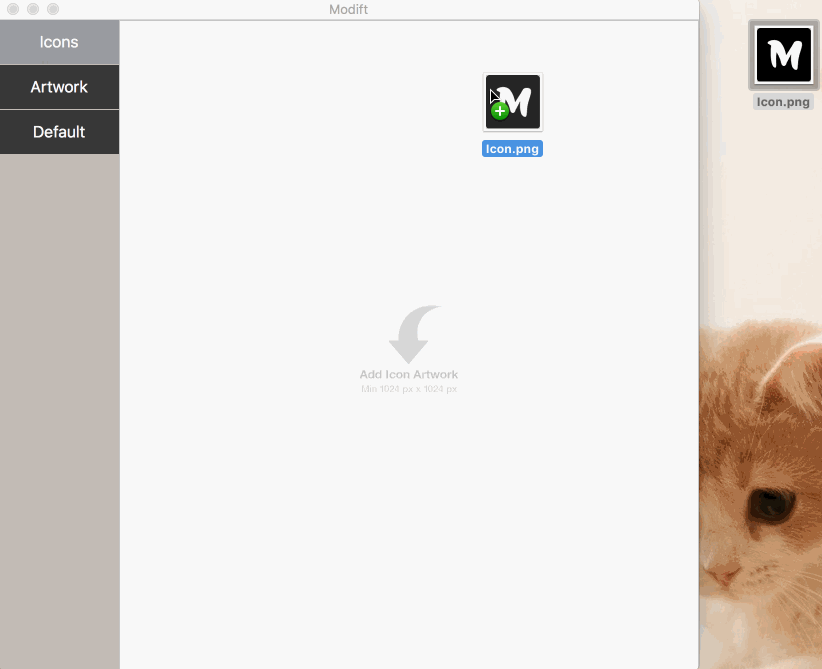 Modift
Icons
Artwork
Default
M
Icon.png
M
Icon.png
Add Icon Artwork
Min 1024 px x 1024 px